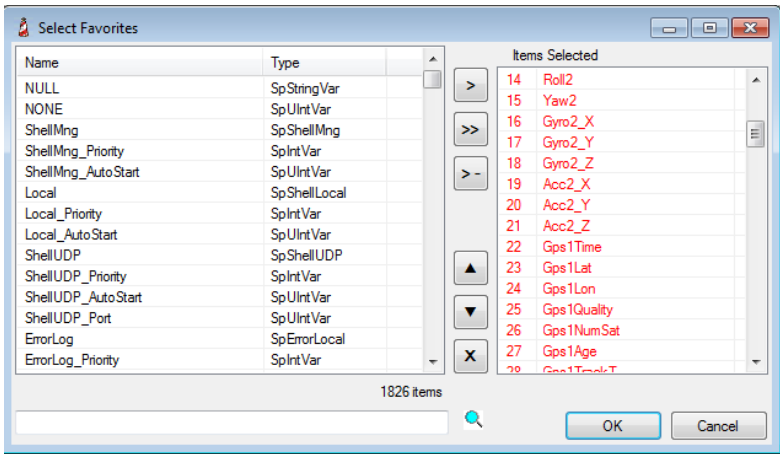 Select Favorites
Name Type
NULL SpStringVar
NONE SpUIntVar
ShellMng SpShellMng
ShellMng_Priority SpIntVar
ShellMng_AutoStart SpUIntVar
Local SpShellLocal
Local_Priority SpIntVar
Local_AutoStart SpUIntVar
ShellUDP SpShellUDP
ShellUDP_Priority SpIntVar
ShellUDP_AutoStart SpUIntVar
ShellUDP_Port SpUIntVar
ErrorLog SpErrorLocal
ErrorLog_Priority SpIntVar
1826 items
>
>>
>-
▲
▼
X
Items Selected
14 Roll2
15 Yaw2
16 Gyro2_X
17 Gyro2_Y
18 Gyro2_Z
19 Acc2_X
20 Acc2_Y
21 Acc2_Z
22 Gps1Time
23 Gps1Lat
24 Gps1Lon
25 Gps1Quality
26 Gps1NumSat
27 Gps1Age
28 Gps1TrackT
OK Cancel